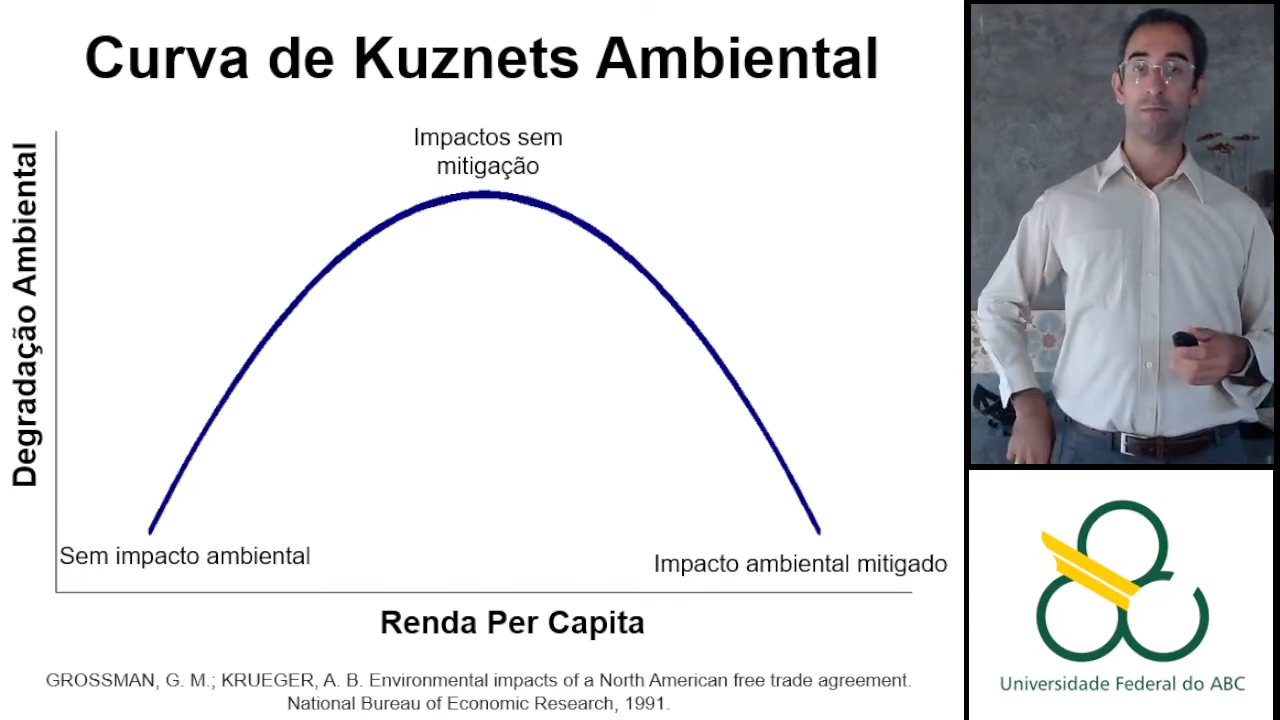 Curva de Kuznets Ambiental
Impactos sem
mitigação
Degradação Ambiental
Sem impacto ambiental
Impacto ambiental mitigado
Renda Per Capita
GROSSMAN, G. M.; KRUEGER, A. B. Environmental impacts of a North American free trade agreement.
National Bureau of Economic Research, 1991.
Universidade Federal do ABC